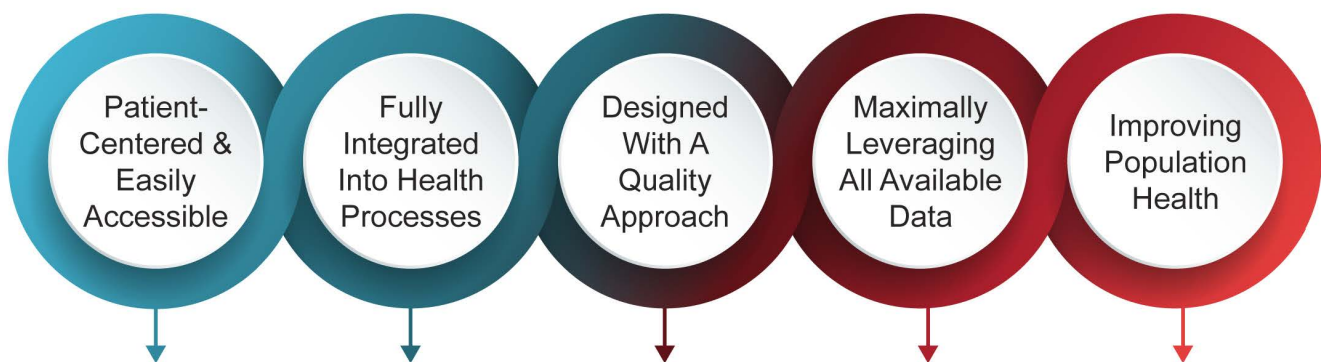 Patient-
Centered &
Easily
Accessible
Fully
Integrated
Into Health
Processes
Designed
With A
Quality
Approach
Maximally
Leveraging
All Available
Data
Improving
Population
Health